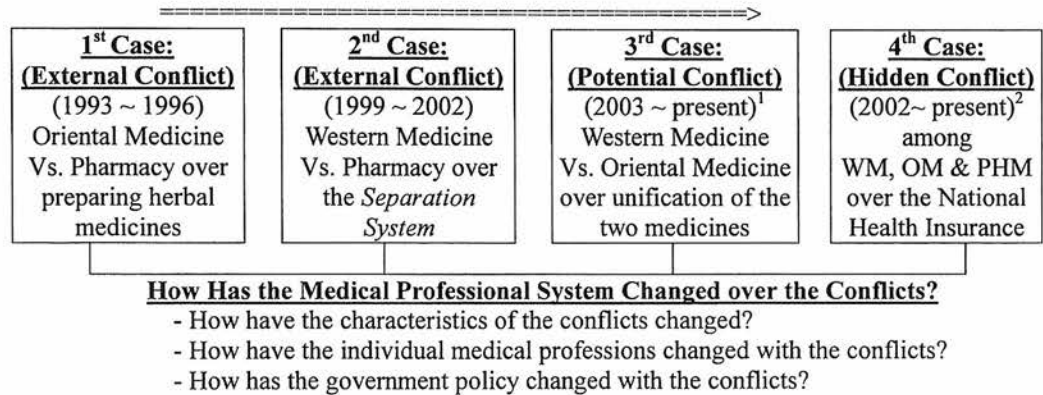 ==========================================>
1st Case:
(External Conflict)
(1993 ~ 1996)
Oriental Medicine
Vs. Pharmacy over
preparing herbal
medicines
2nd Case:
(External Conflict)
(1999 ~ 2002)
Western Medicine
Vs. Pharmacy over
the Separation
System
3rd Case:
(Potential Conflict)
(2003 ~ present)1
Western Medicine
Vs. Oriental Medicine
over unification of the
two medicines
4th Case:
(Hidden Conflict)
(2002~ present)2
among
WM, OM & PHM
over the National
Health Insurance
How Has the Medical Professional System Changed over the Conflicts?
- How have the characteristics of the conflicts changed?
- How have the individual medical professions changed with the conflicts?
- How has the government policy changed with the conflicts?